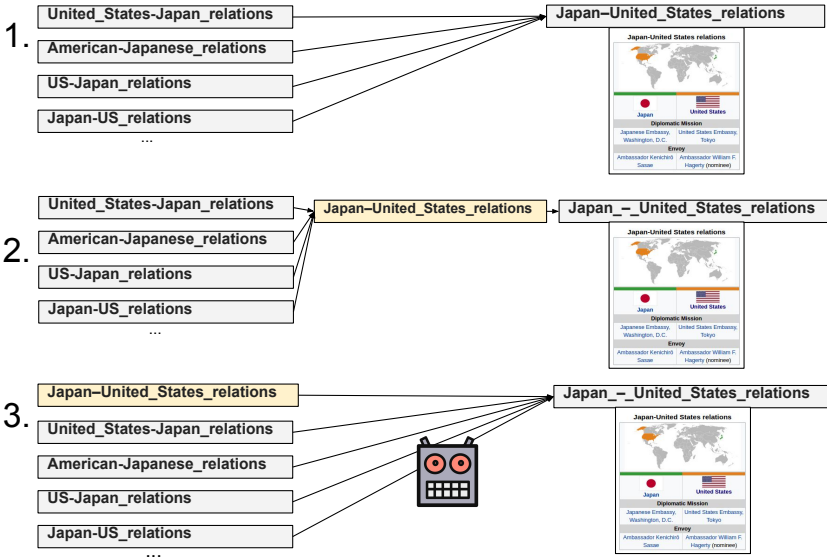 1.
United_States-Japan_relations
American-Japanese_relations
US-Japan_relations
Japan-US_relations
...
Japan–United_States_relations
Japan-United States relations
Japan
United States
Diplomatic Mission
Japanese Embassy, Washington, D.C.
United States Embassy, Tokyo
Envoy
Ambassador Kenichirō Sasae
Ambassador William F. Hagerty (nominee)
2.
United_States-Japan_relations
American-Japanese_relations
US-Japan_relations
Japan-US_relations
...
Japan–United_States_relations
Japan_–_United_States_relations
Japan-United States relations
Japan
United States
Diplomatic Mission
Japanese Embassy, Washington, D.C.
United States Embassy, Tokyo
Envoy
Ambassador Kenichirō Sasae
Ambassador William F. Hagerty (nominee)
3.
Japan–United_States_relations
United_States-Japan_relations
American-Japanese_relations
US-Japan_relations
Japan-US_relations
...
Japan_–_United_States_relations
Japan-United States relations
Japan
United States
Diplomatic Mission
Japanese Embassy, Washington, D.C.
United States Embassy, Tokyo
Envoy
Ambassador Kenichirō Sasae
Ambassador William F. Hagerty (nominee)